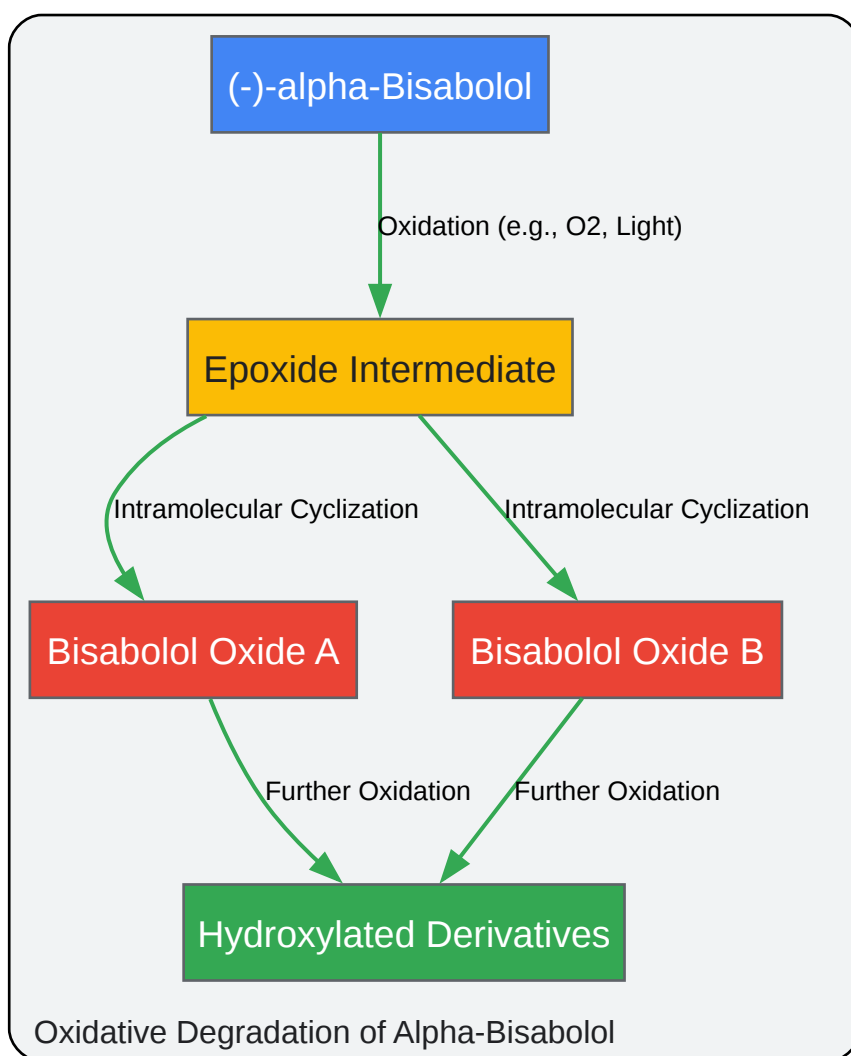 (-)-alpha-Bisabolol
Oxidation (e.g., O2, Light)
Epoxide Intermediate
Intramolecular Cyclization
Intramolecular Cyclization
Bisabolol Oxide A
Bisabolol Oxide B
Further Oxidation
Further Oxidation
Hydroxylated Derivatives
Oxidative Degradation of Alpha-Bisabolol